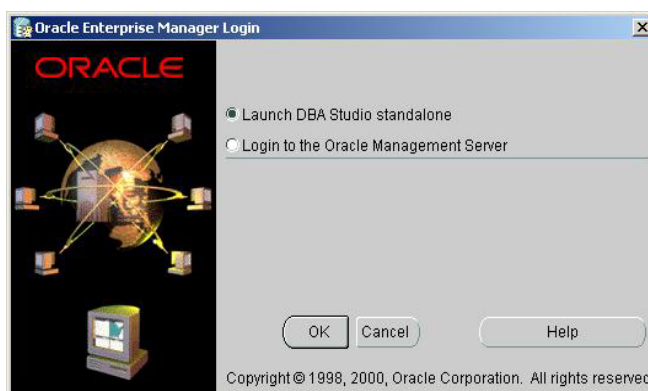 Oracle Enterprise Manager Login
ORACLE
Launch DBA Studio standalone
Login to the Oracle Management Server
OK Cancel Help
Copyright © 1998, 2000, Oracle Corporation. All rights reserved